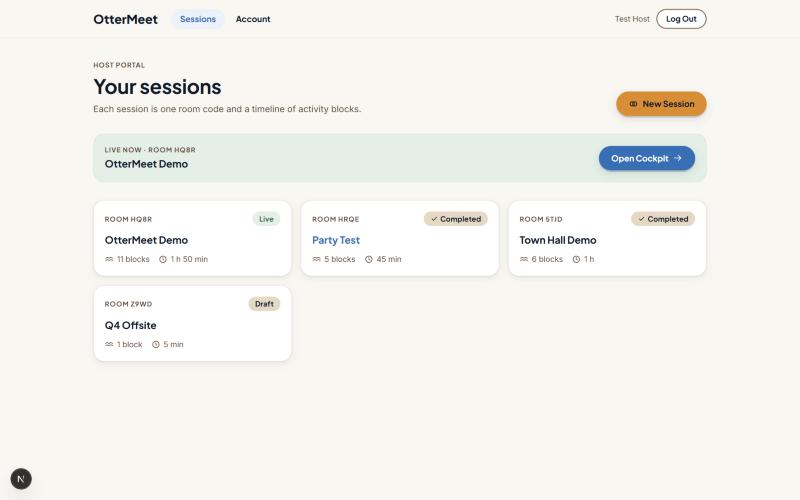 OtterMeet
Sessions
Account
Test Host
Log Out
HOST PORTAL
Your sessions
Each session is one room code and a timeline of activity blocks.
New Session
LIVE NOW · ROOM HQ8R
OtterMeet Demo
Open Cockpit →
ROOM HQ8R
Live
OtterMeet Demo
11 blocks
1 h 50 min
ROOM HRQE
✓ Completed
Party Test
5 blocks
45 min
ROOM 5TJD
✓ Completed
Town Hall Demo
6 blocks
1 h
ROOM Z9WD
Draft
Q4 Offsite
1 block
5 min
N